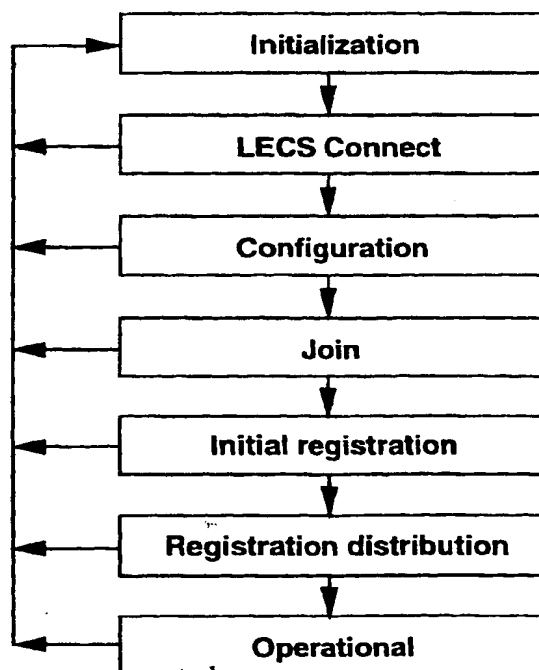 Initialization
LECS Connect
Configuration
Join
Initial registration
Registration distribution
Operational